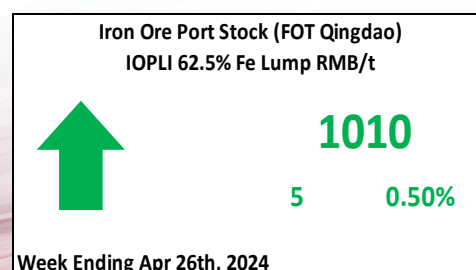 Iron Ore Port Stock (FOT Qingdao)
IOPLI 62.5% Fe Lump RMB/t
1010
5 0.50%
Week Ending Apr 26th, 2024